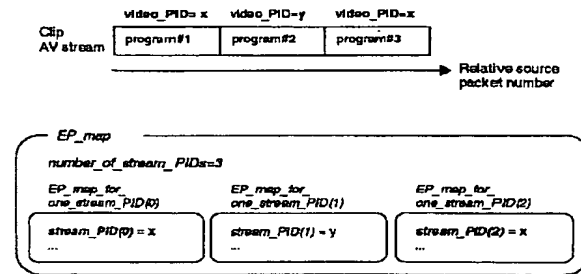 video_PID= x video_PID=y video_PID=x
Clip
AV stream
program#1 program#2 program#3
Relative source
packet number
EP_map
number_of_stream_PIDs=3
EP_map_for_
one_stream_PID(0)
EP_map_for_
one_stream_PID(1)
EP_map_for_
one_stream_PID(2)
stream_PID(0) = x
...
stream_PID(1) = y
...
stream_PID(2) = x
...